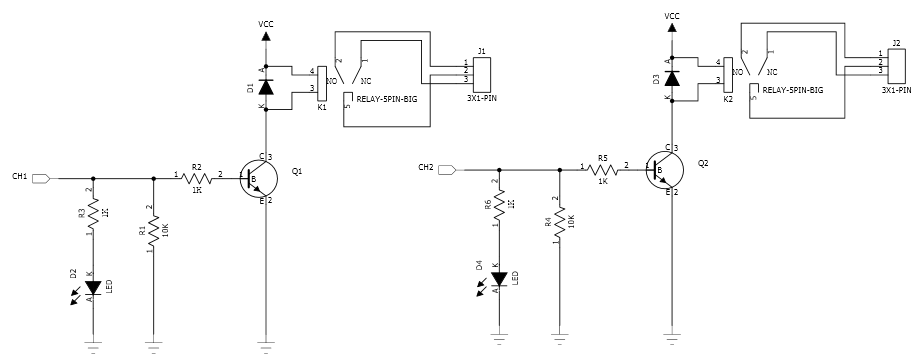 VCC
VCC
J1
J2
A
D1
K
4
3
K1
2
1
NO
NC
5
RELAY-5PIN-BIG
1
2
3
3X1-PIN
A
D3
K
4
3
K2
2
1
NO
NC
5
RELAY-5PIN-BIG
1
2
3
3X1-PIN
CH1
R2
1
2
1K
C
3
1
B
E
2
Q1
CH2
R5
1
2
1K
C
3
1
B
E
2
Q2
2
R3
1K
1
2
R1
10K
1
2
R6
1K
1
2
R4
10K
1
D2
K
A
LED
D4
K
A
LED